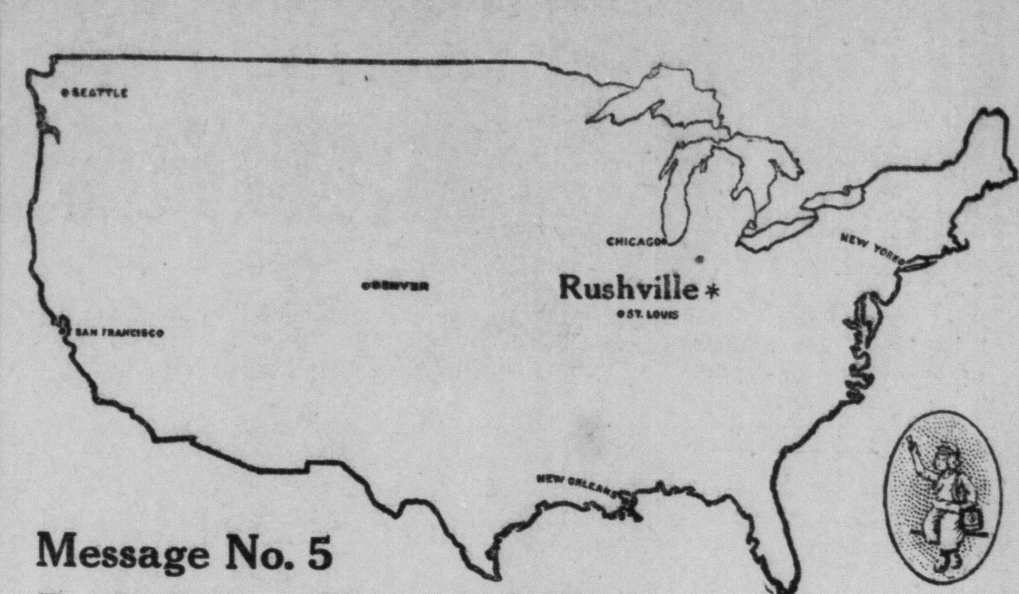 SEATTLE
CHICAGO
NEW YORK
DENVER
Rushville*
ST. LOUIS
SAN FRANCISCO
NEW ORLEANS
Message No. 5